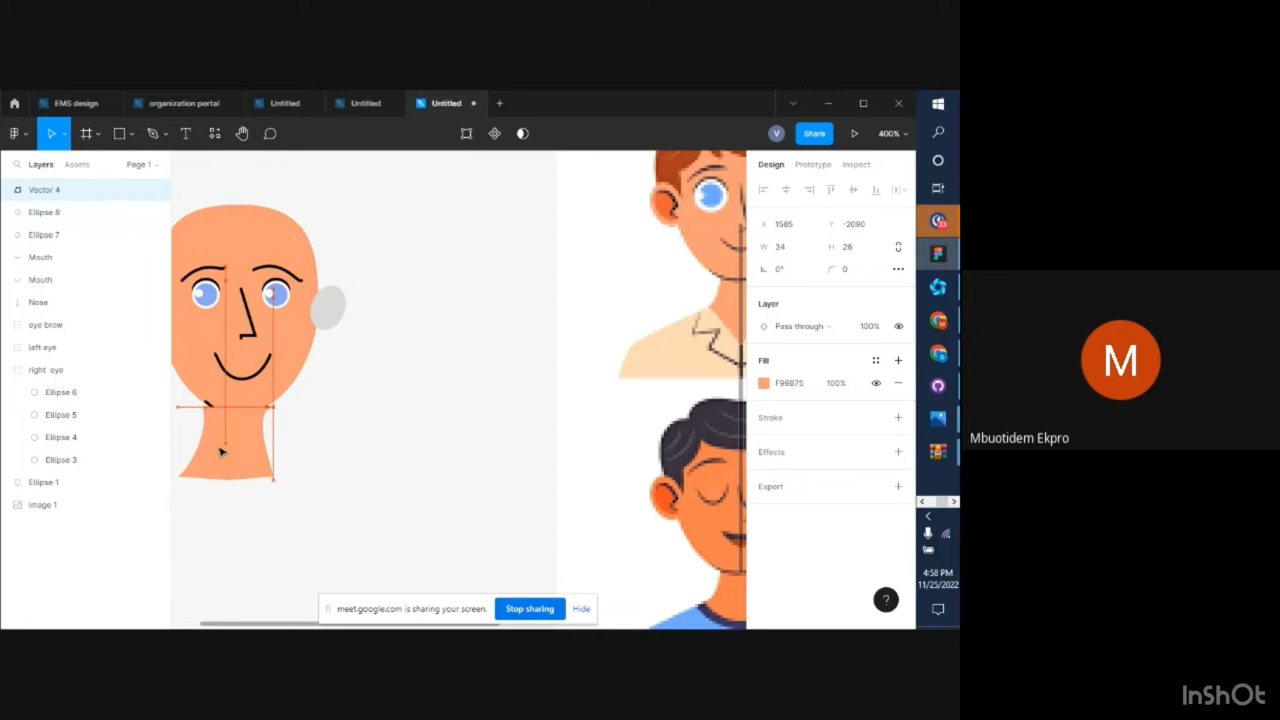 EMS design
organization portal
Untitled
Untitled
Untitled
Share
400%
Layers
Assets
Page 1
Vector 4
Ellipse 8
Ellipse 7
Mouth
Mouth
Nose
eye brow
left eye
right eye
Ellipse 6
Ellipse 5
Ellipse 4
Ellipse 3
Ellipse 1
Image 1
Design
Prototype
Inspect
X 1585
Y -2090
W 34
H 26
0°
0
Layer
Pass through
100%
Fill
F99B75
100%
Stroke
Effects
Export
V
?
meet.google.com is sharing your screen.
Stop sharing
Hide
4:58 PM
11/25/2022
M
Mbuotidem Ekpro
InShOt